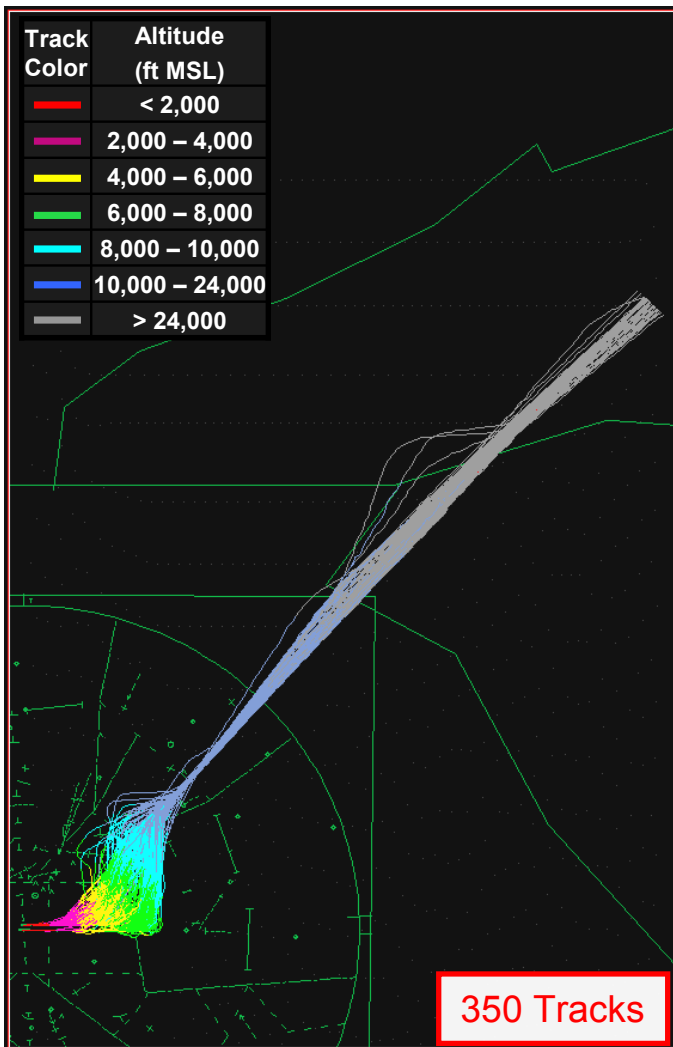 Track Color
Altitude (ft MSL)
< 2,000
2,000 – 4,000
4,000 – 6,000
6,000 – 8,000
8,000 – 10,000
10,000 – 24,000
> 24,000
350 Tracks